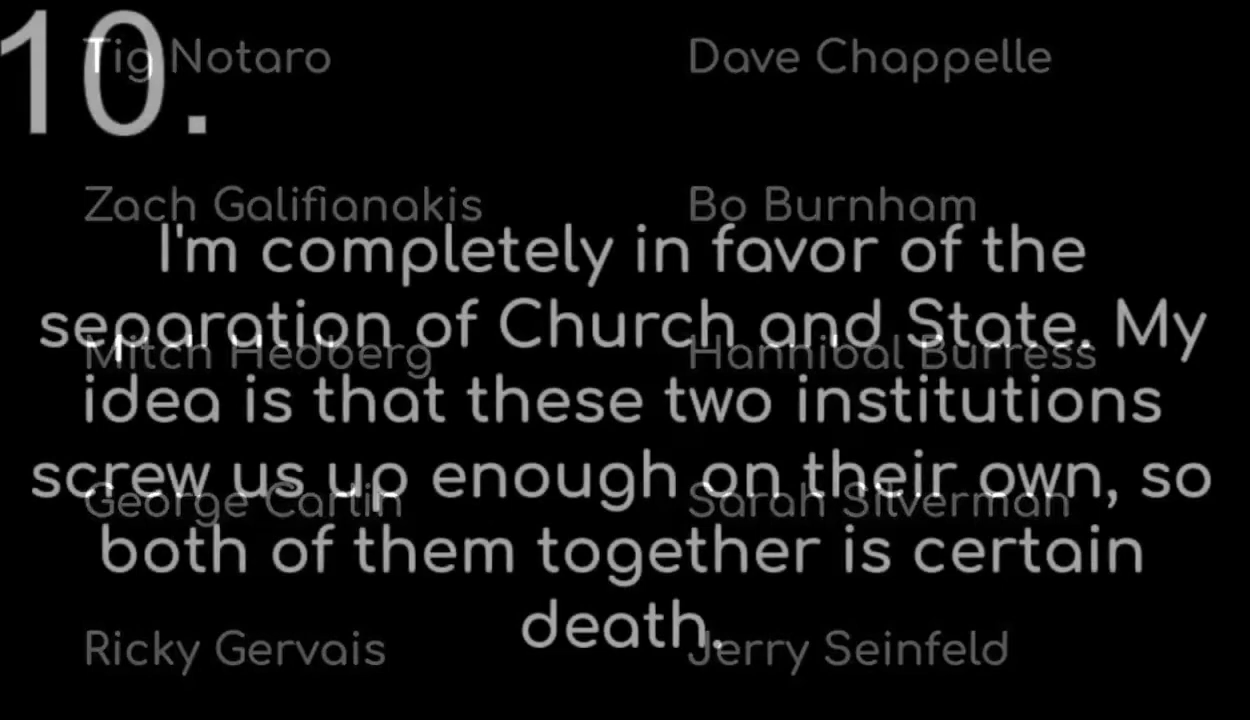 10.
Tig Notaro
Dave Chappelle
Zach Galifianakis
Bo Burnham
I'm completely in favor of the
separation of Church and State. My
idea is that these two institutions
screw us up enough on their own, so
both of them together is certain
death.
Mitch Hedberg
Hannibal Burress
George Carlin
Sarah Silverman
Ricky Gervais
Jerry Seinfeld